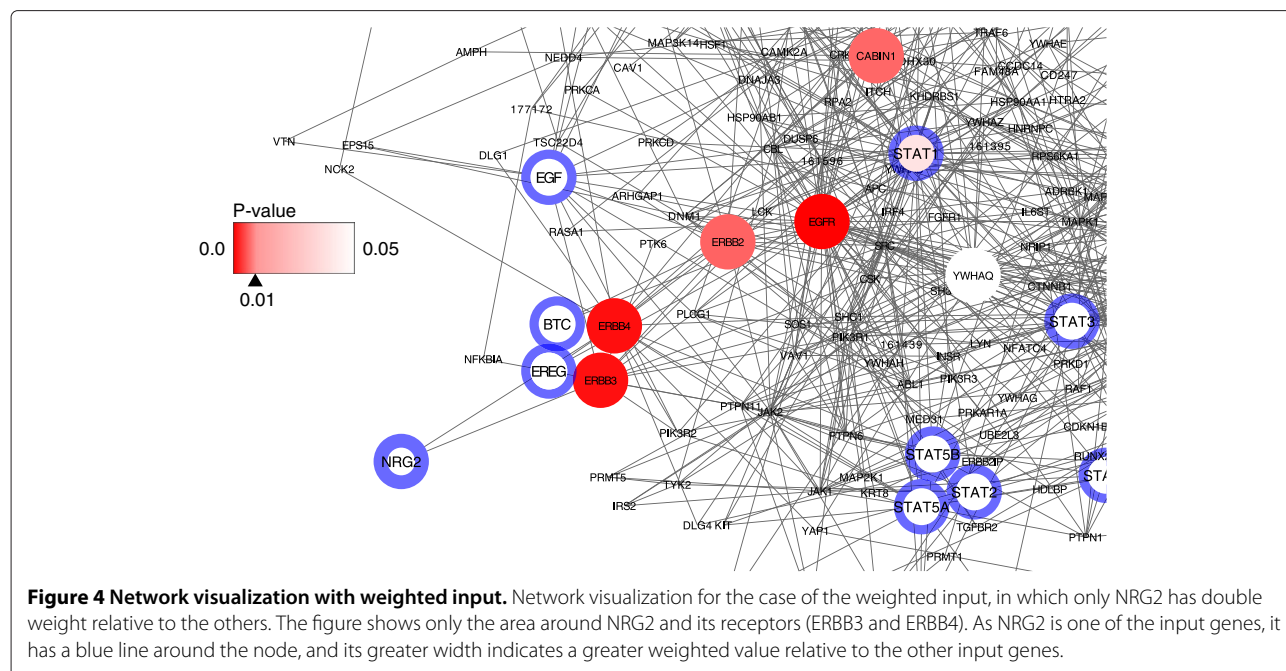 AMPH
MAP3K14
HSF1
NEDD4
CAV1
CAMK2A
CABIN1
DHX30
TRAF6
YWHAE
CCDC14
FAM48A
CD247
PRKCA
DNAJA3
ITCH
KHDRBS1
RPA2
HSP90AA1
HTRA2
177172
HSP90AB1
DUSP6
YWHAZ
HNRNPC
VTN
EPS15
TSC22D4
PRKCD
CBL
STAT1
161395
DLG1
161596
RPS6KA1
NCK2
EGF
ARHGAP1
APC
ADRBK1
P-value
0.0
0.05
0.01
DNM1
LCK
EGFR
IRF4
FGFR1
IL6ST
MAPK1
RASA1
PTK6
ERBB2
SRC
NRIP1
CSK
YWHAQ
CTNNB1
BTC
ERBB4
PLCG1
SOS1
SHC1
STAT3
PIK3R1
161439
LYN
NFATC4
NFKBIA
VAV1
YWHAH
INSR
PRKD1
EREG
ERBB3
ABL1
PIK3R3
RAF1
YWHAG
PTPN11
JAK2
PRKAR1A
MED31
PIK3R2
PTPN6
UBE2L3
NRG2
STAT5B
ERBB2IP
PRMT5
TYK2
MAP2K1
JAK1
KRT8
STAT2
HDLBP
IRS2
STAT5A
DLG4
KIT
YAP1
TGFBR2
PTPN1
PRMT1
Figure 4 Network visualization with weighted input. Network visualization for the case of the weighted input, in which only NRG2 has double
weight relative to the others. The figure shows only the area around NRG2 and its receptors (ERBB3 and ERBB4). As NRG2 is one of the input genes, it
has a blue line around the node, and its greater width indicates a greater weighted value relative to the other input genes.